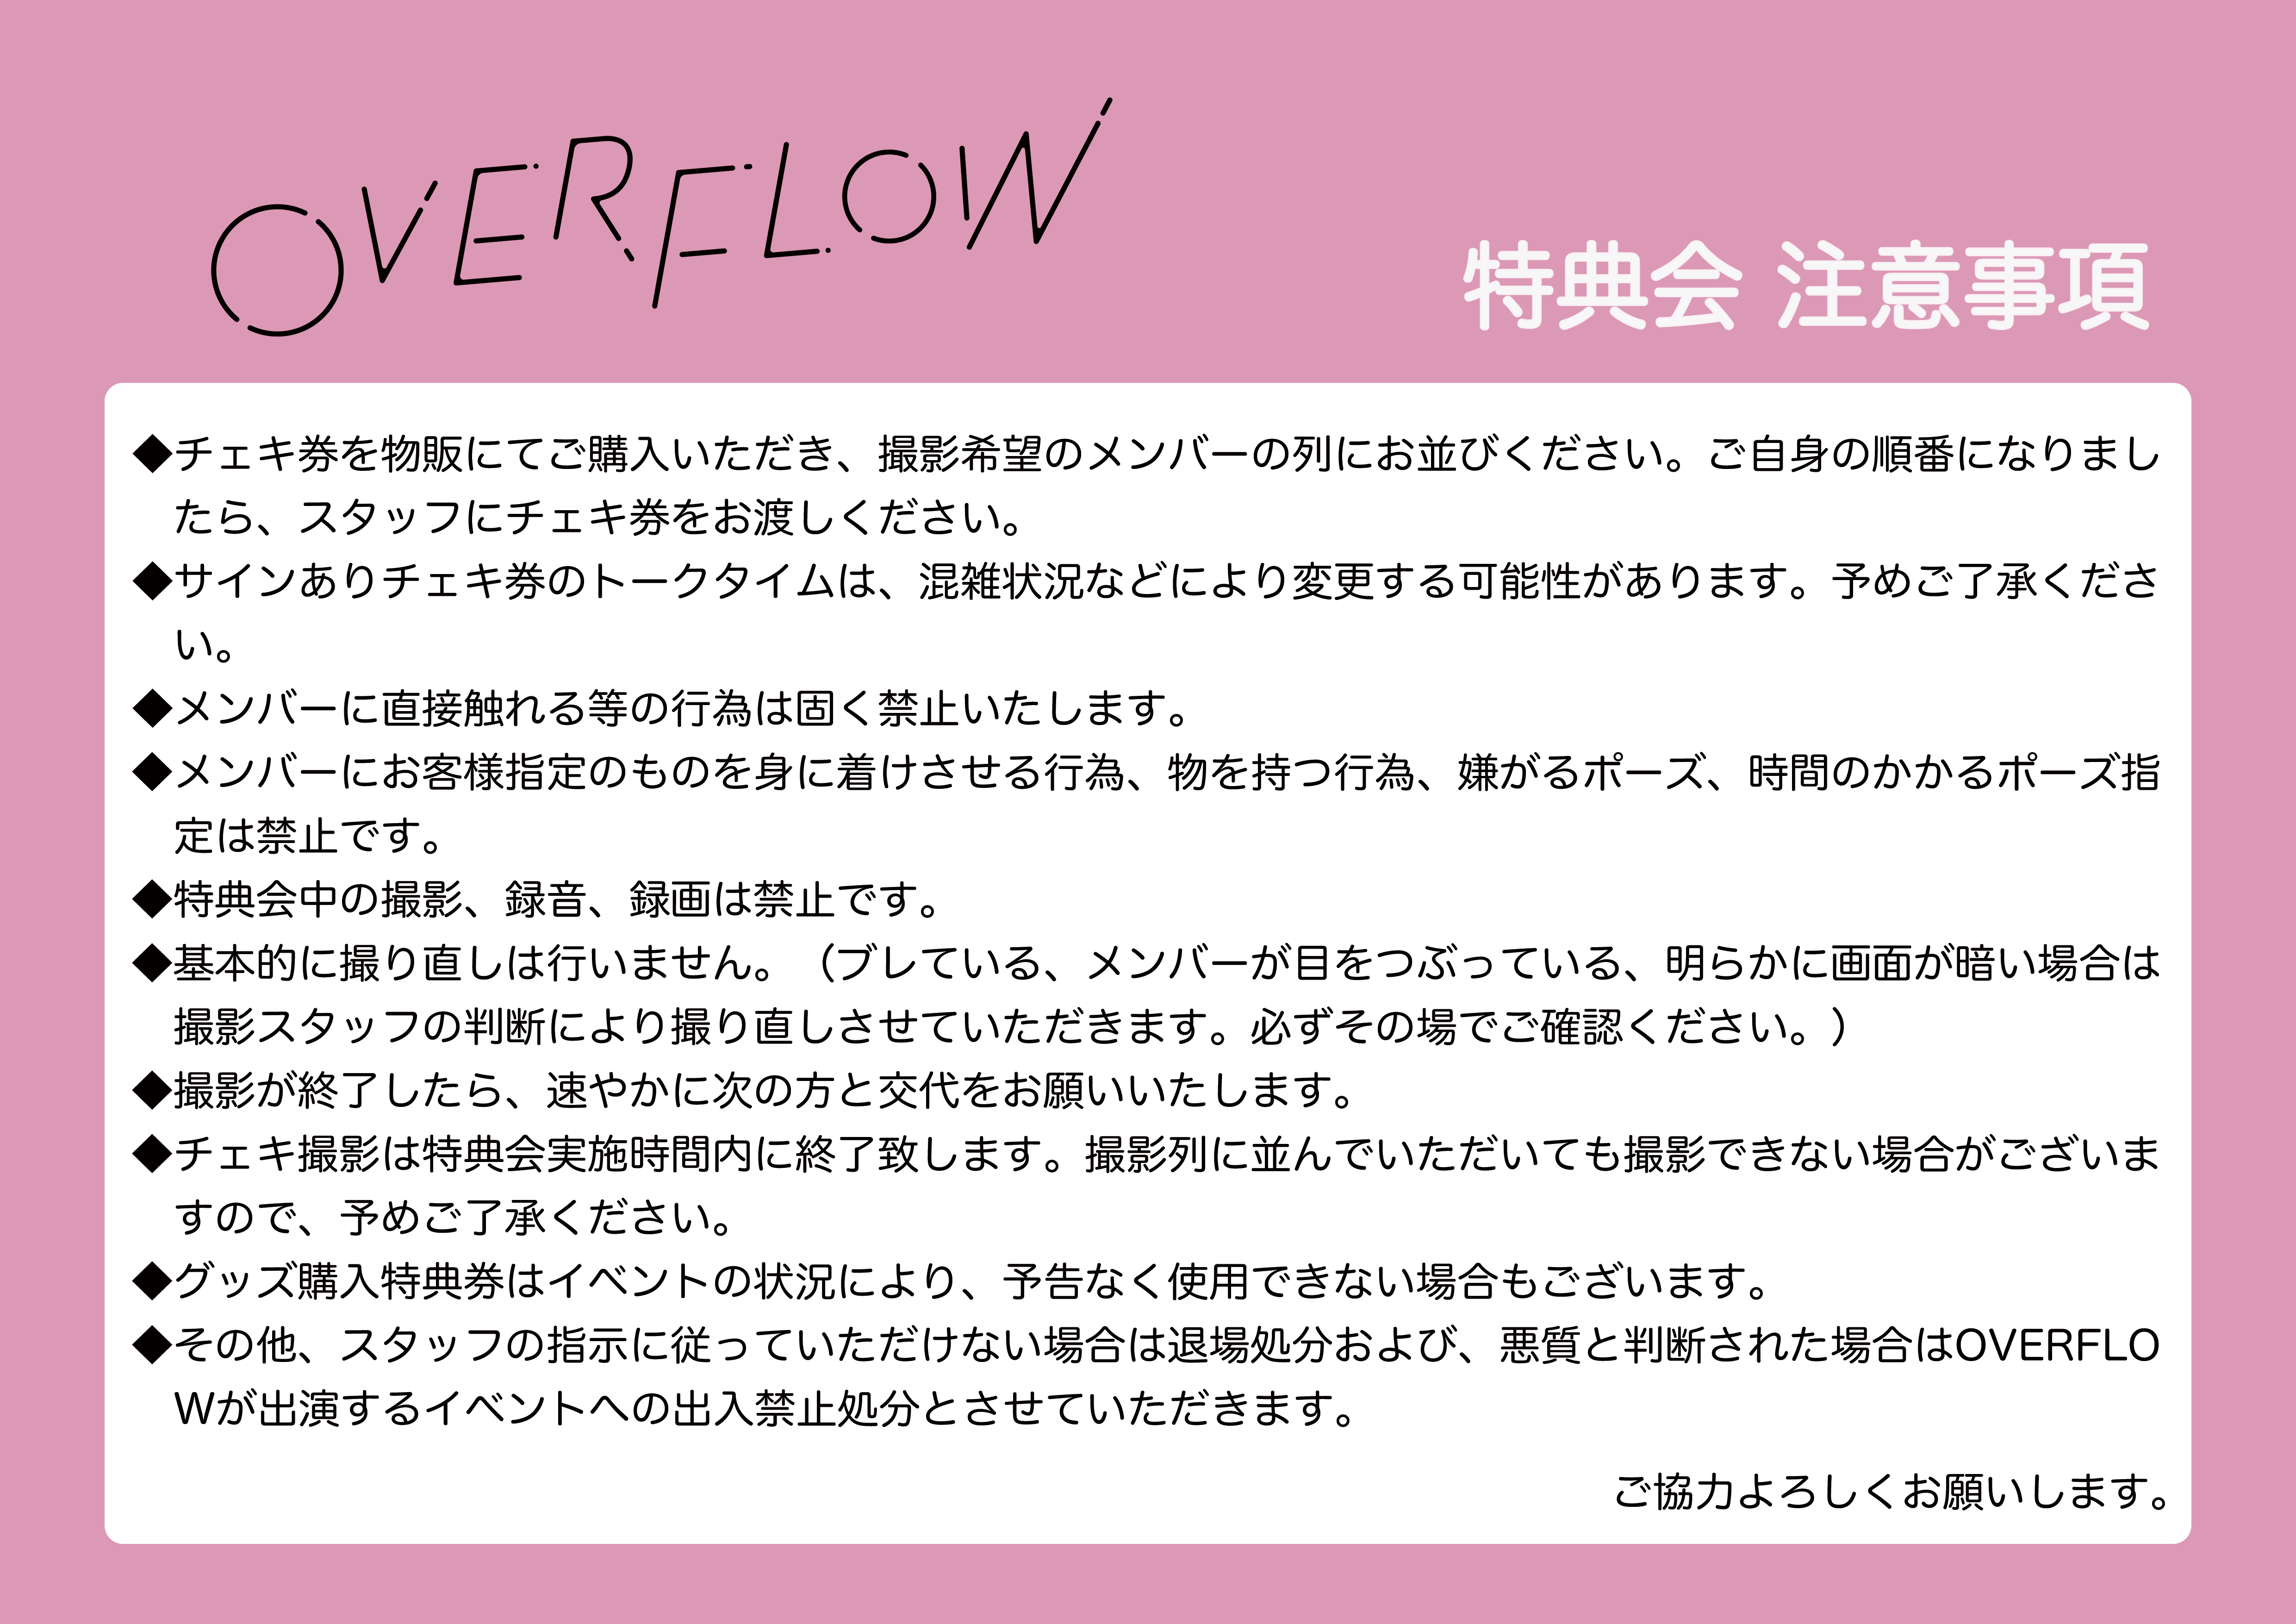 OVERFLOW
特典会 注意事項
◆チェキ券を物販にてご購入いただき、撮影希望のメンバーの列にお並びください。ご自身の順番になりまし
たら、スタッフにチェキ券をお渡しください。
◆サインありチェキ券のトークタイムは、混雑状況などにより変更する可能性があります。予めご了承くださ
い。
◆メンバーに直接触れる等の行為は固く禁止いたします。
◆メンバーにお客様指定のものを身に着けさせる行為、物を持つ行為、嫌がるポーズ、時間のかかるポーズ指
定は禁止です。
◆特典会中の撮影、録音、録画は禁止です。
◆基本的に撮り直しは行いません。（ブレている、メンバーが目をつぶっている、明らかに画面が暗い場合は
撮影スタッフの判断により撮り直しさせていただきます。必ずその場でご確認ください。）
◆撮影が終了したら、速やかに次の方と交代をお願いいたします。
◆チェキ撮影は特典会実施時間内に終了致します。撮影列に並んでいただいても撮影できない場合がございま
すので、予めご了承ください。
◆グッズ購入特典券はイベントの状況により、予告なく使用できない場合もございます。
◆その他、スタッフの指示に従っていただけない場合は退場処分および、悪質と判断された場合はOVERFLO
Wが出演するイベントへの出入禁止処分とさせていただきます。
ご協力よろしくお願いします。